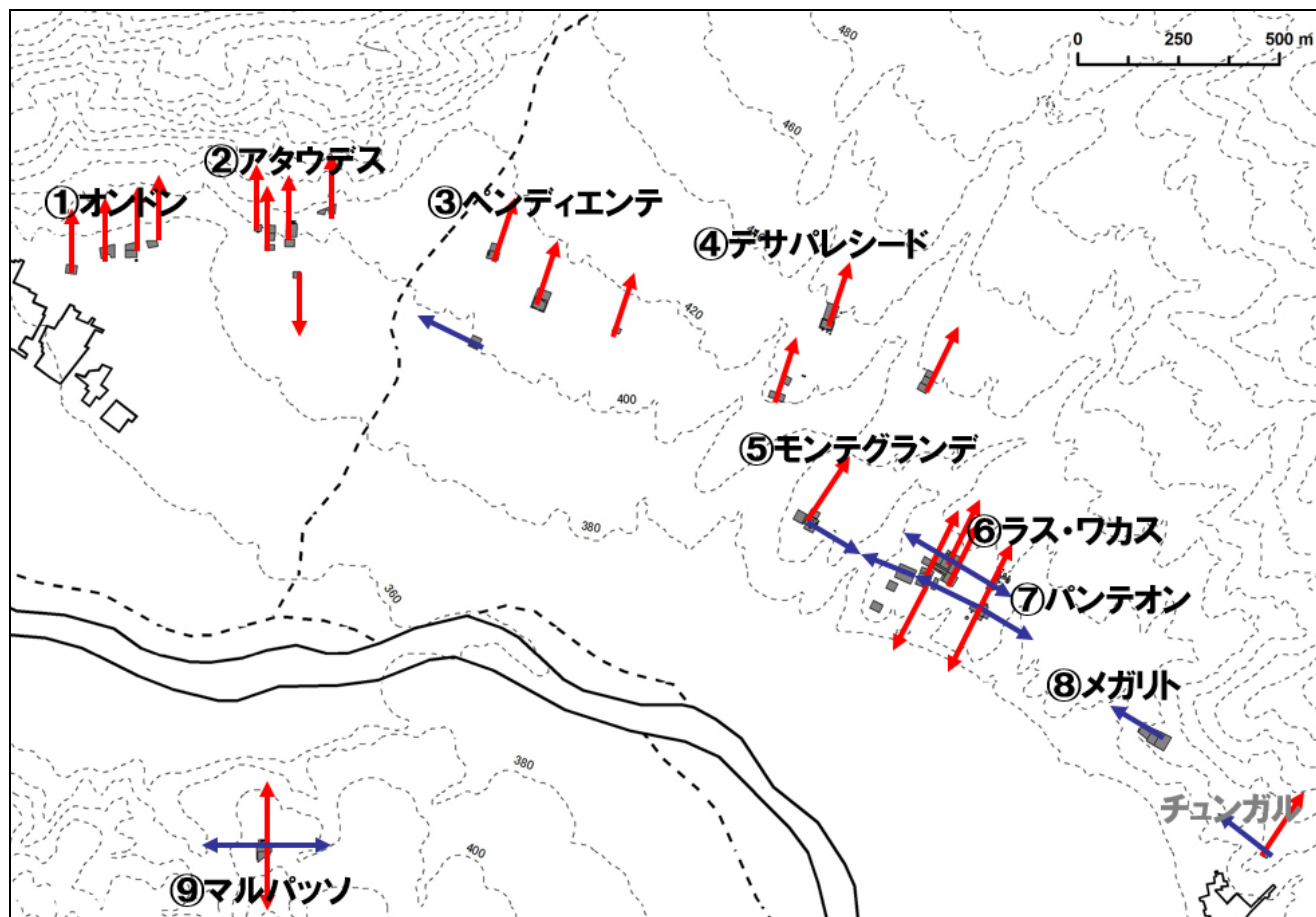 480
0 250 500 m
460
②アタウデス
①オンドン
③ペンディエンテ
④デサパレシード
420
400
⑤モンテグランデ
380
⑥ラス・ワカス
360
⑦パンテオン
⑧メガリト
380
チュンガル
400
⑨マルパッソ